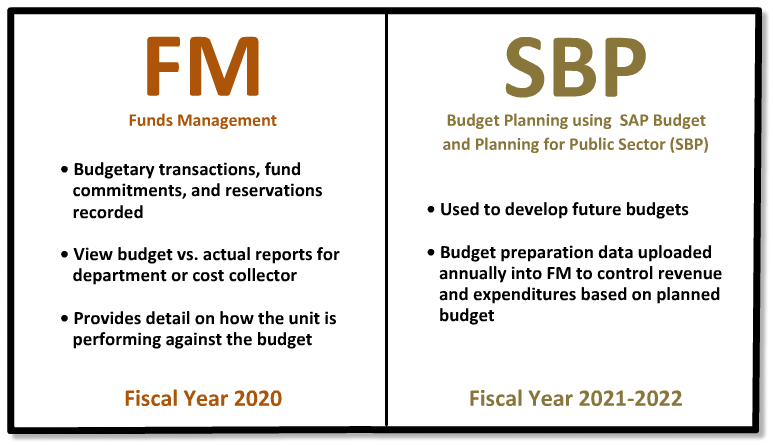 FM
Funds Management
• Budgetary transactions, fund
commitments, and reservations
recorded
• View budget vs. actual reports for
department or cost collector
• Provides detail on how the unit is
performing against the budget
Fiscal Year 2020
SBP
Budget Planning using  SAP Budget
and Planning for Public Sector (SBP)
• Used to develop future budgets
• Budget preparation data uploaded
annually into FM to control revenue
and expenditures based on planned
budget
Fiscal Year 2021-2022